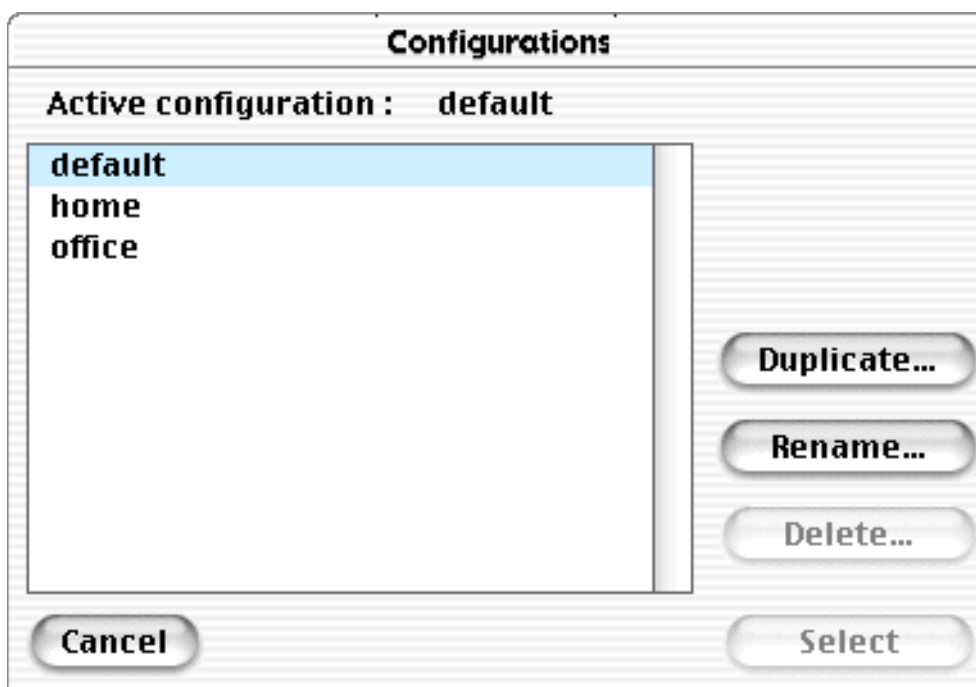 Configurations
Active configuration : default
default
home
office
Duplicate...
Rename...
Delete...
Cancel
Select